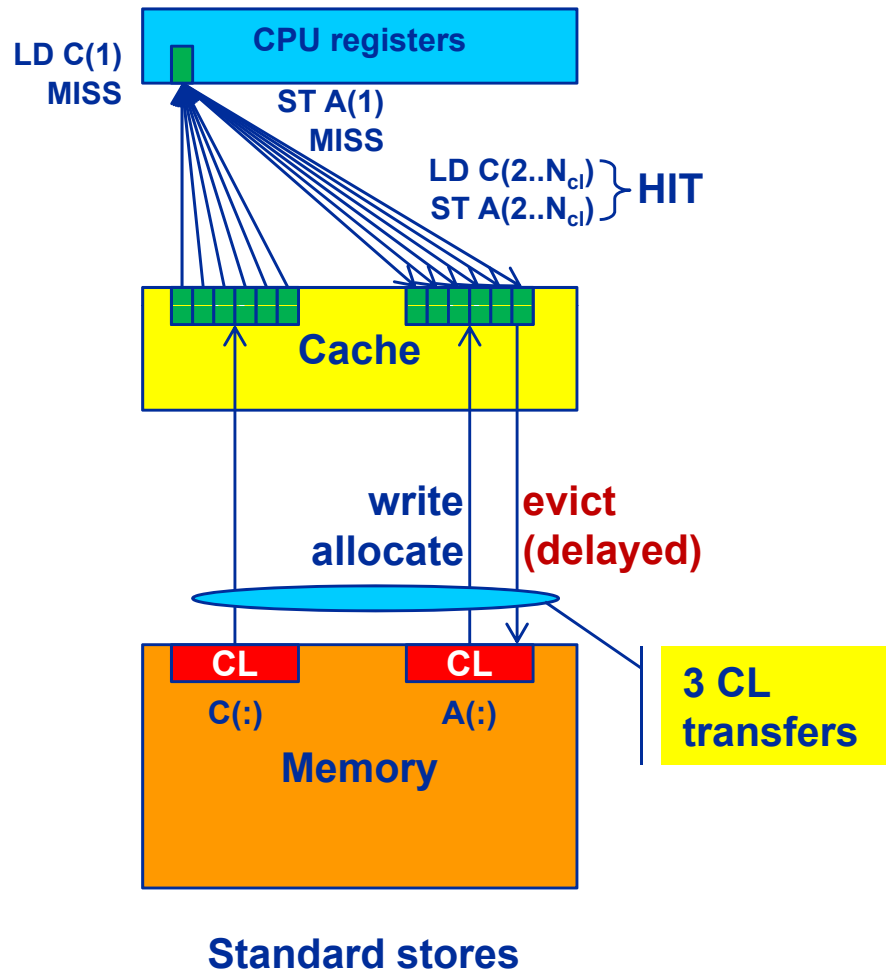 CPU registers
LD C(1)
MISS
ST A(1)
MISS
LD C(2..Ncl)
ST A(2..Ncl)
HIT
Cache
write
allocate
evict
(delayed)
CL
CL
C(:)
A(:)
Memory
3 CL
transfers
Standard stores